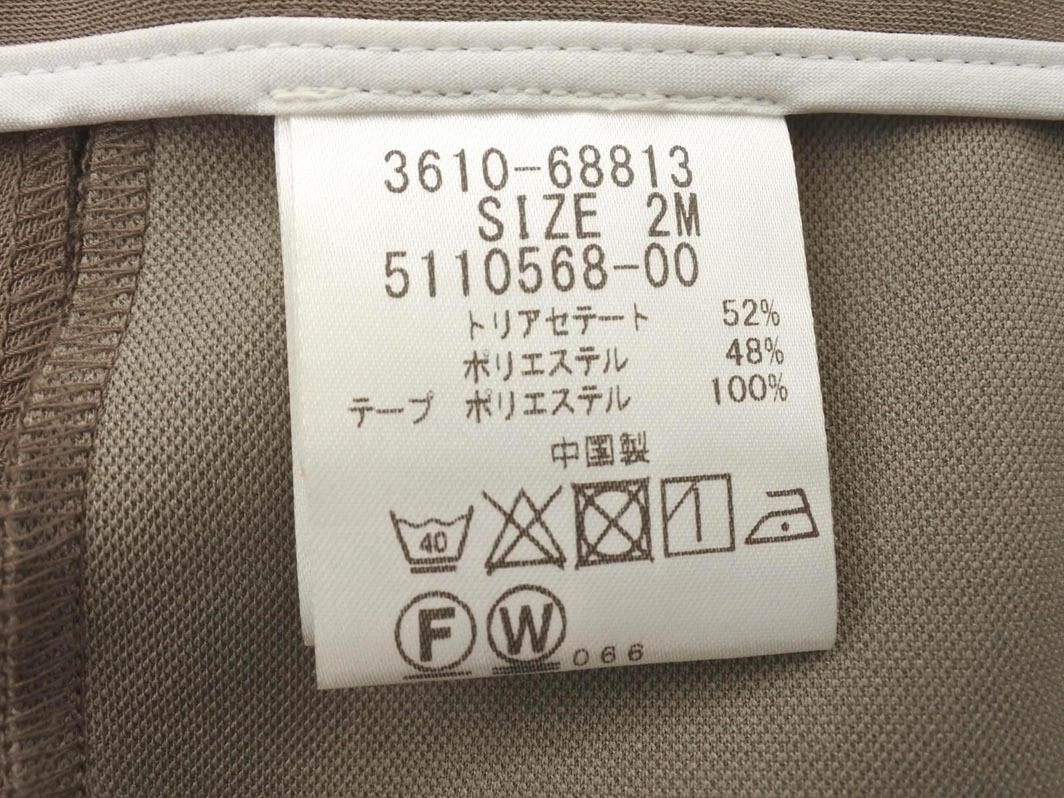 3610-68813
SIZE 2M
5110568-00
トリアセテート 52%
ポリエステル 48%
テープ ポリエステル 100%
中国製
40
F W 066